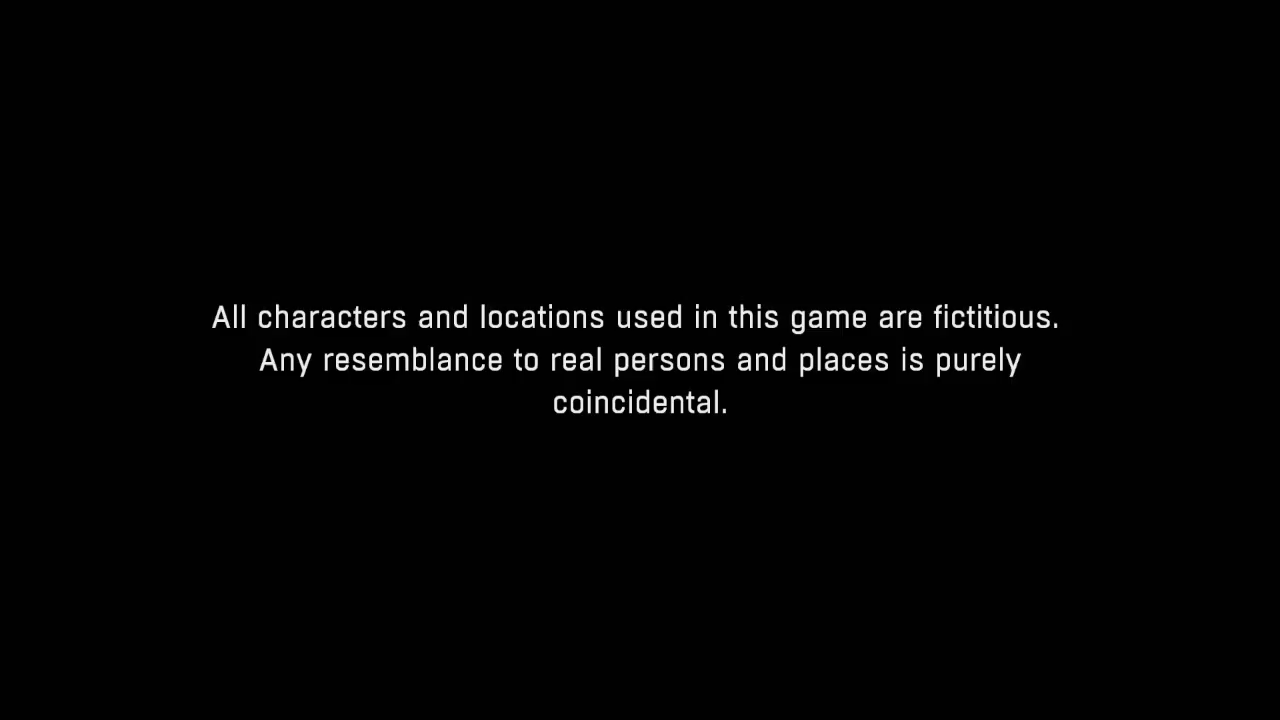 All characters and locations used in this game are fictitious.
Any resemblance to real persons and places is purely
coincidental.